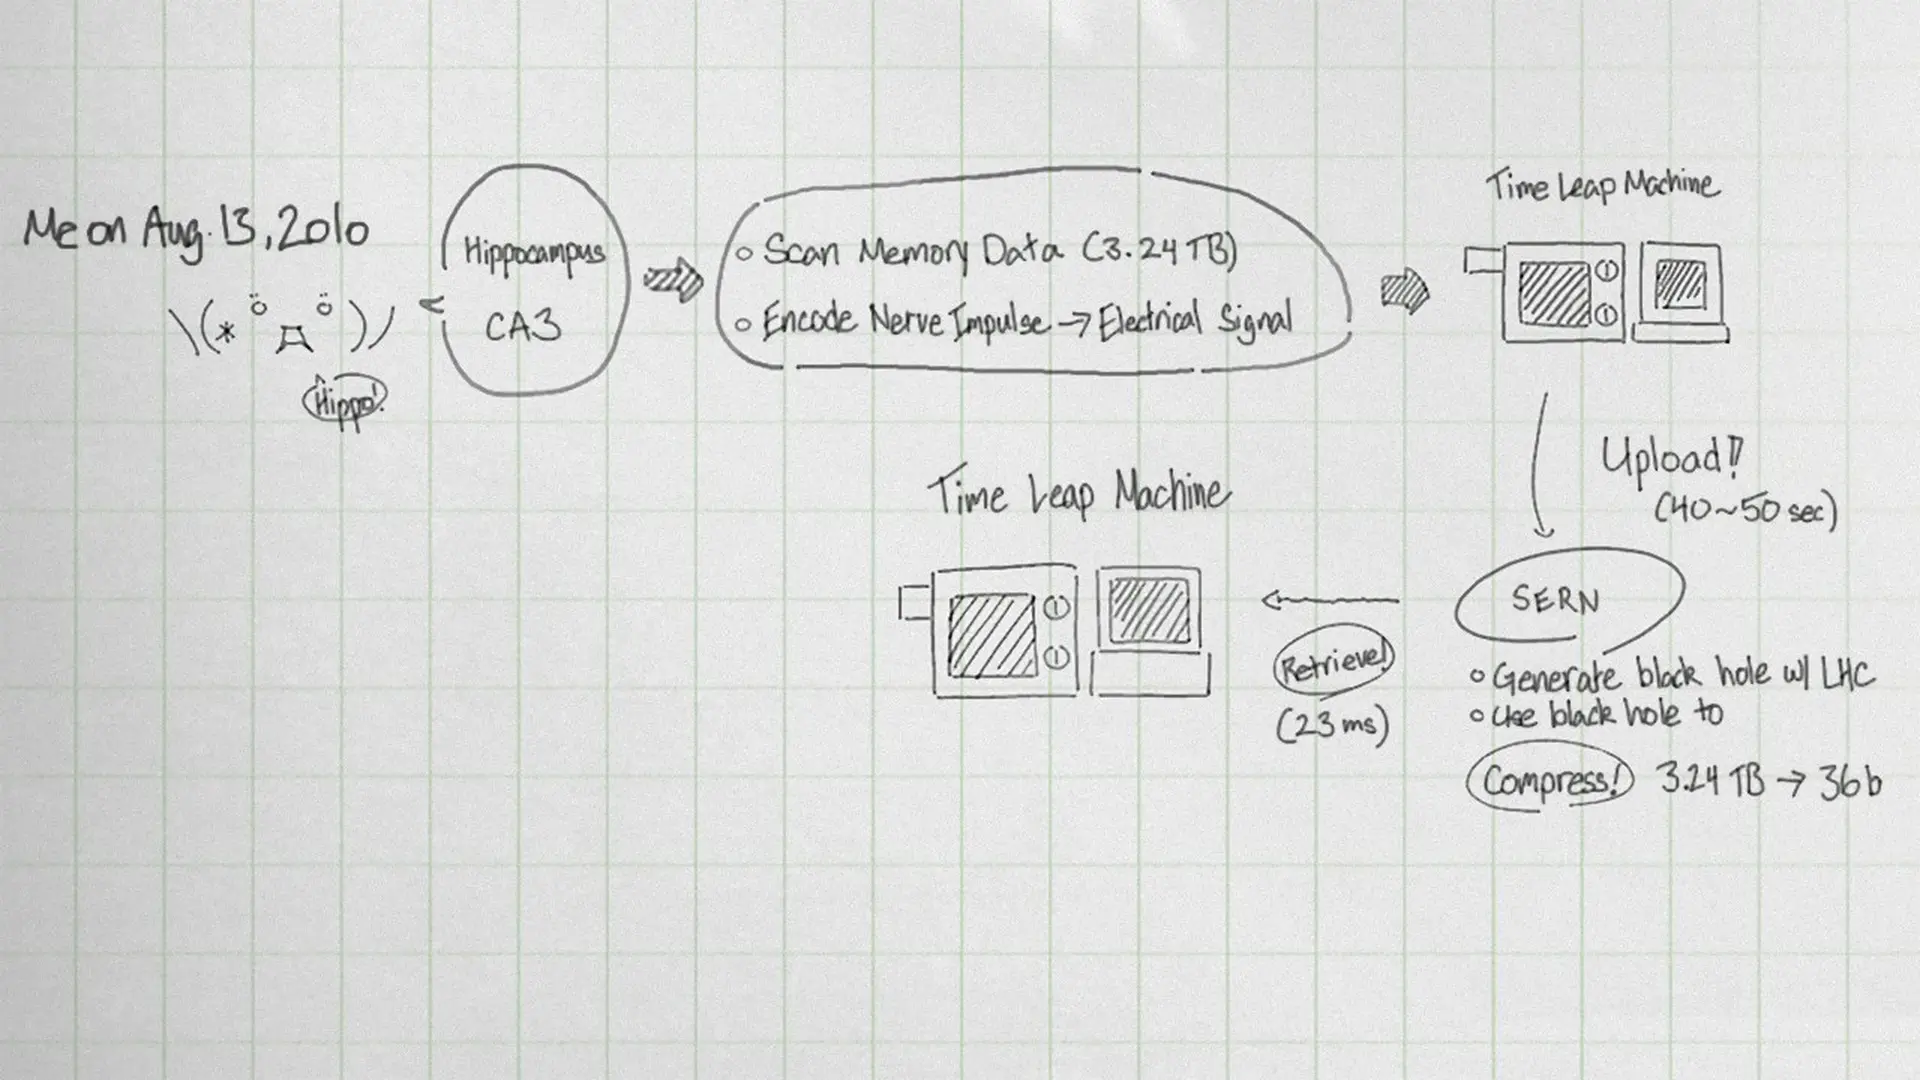 Me on Aug. 13, 2010
\(* ö 口 ö )/
Hippo!
Hippocampus
CA3
Scan Memory Data (3.24 TB)
Encode Nerve Impulse → Electrical Signal
Time Leap Machine
Upload!!
(40~50 sec)
SERN
Generate black hole w/ LHC
Use black hole to
Compress! 3.24 TB → 36b
Retrieve!
(23 ms)
Time Leap Machine